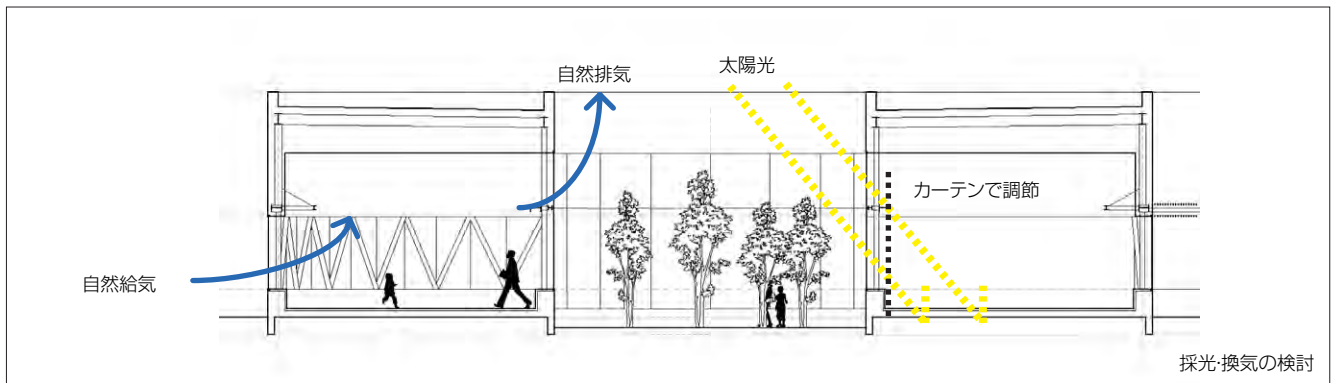 自然排気
太陽光
カーテンで調節
自然給気
採光・換気の検討